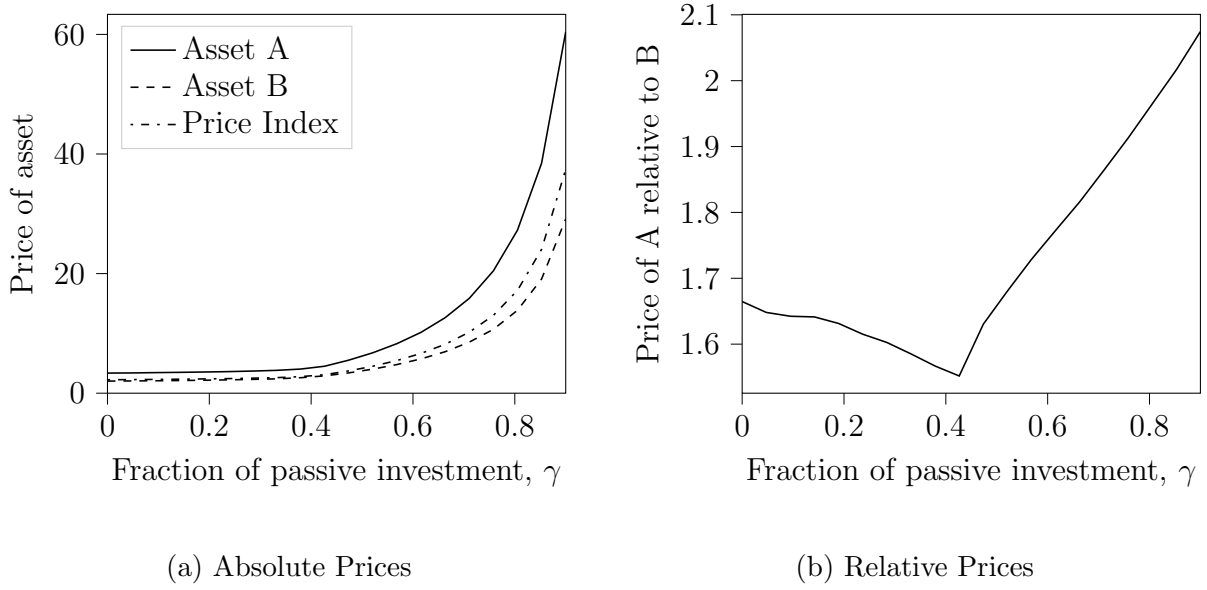 60
40
20
0
Price of asset
Asset A
Asset B
Price Index
0
0.2
0.4
0.6
0.8
Fraction of passive investment, γ
(a) Absolute Prices
2.1
2
1.9
1.8
1.7
1.6
Price of A relative to B
0
0.2
0.4
0.6
0.8
Fraction of passive investment, γ
(b) Relative Prices